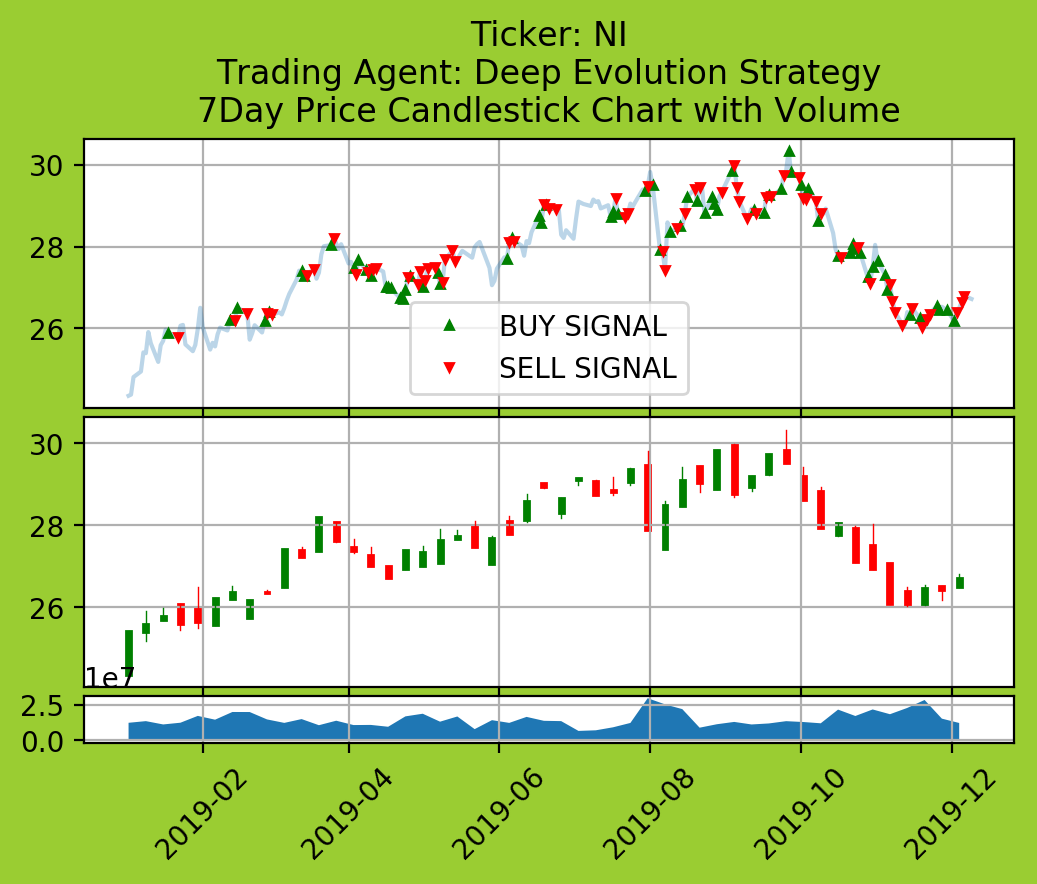 Ticker: NI
Trading Agent: Deep Evolution Strategy
7Day Price Candlestick Chart with Volume
30
28
26
BUY SIGNAL
SELL SIGNAL
30
28
26
1e7
2.5
0.0
2019-02
2019-04
2019-06
2019-08
2019-10
2019-12